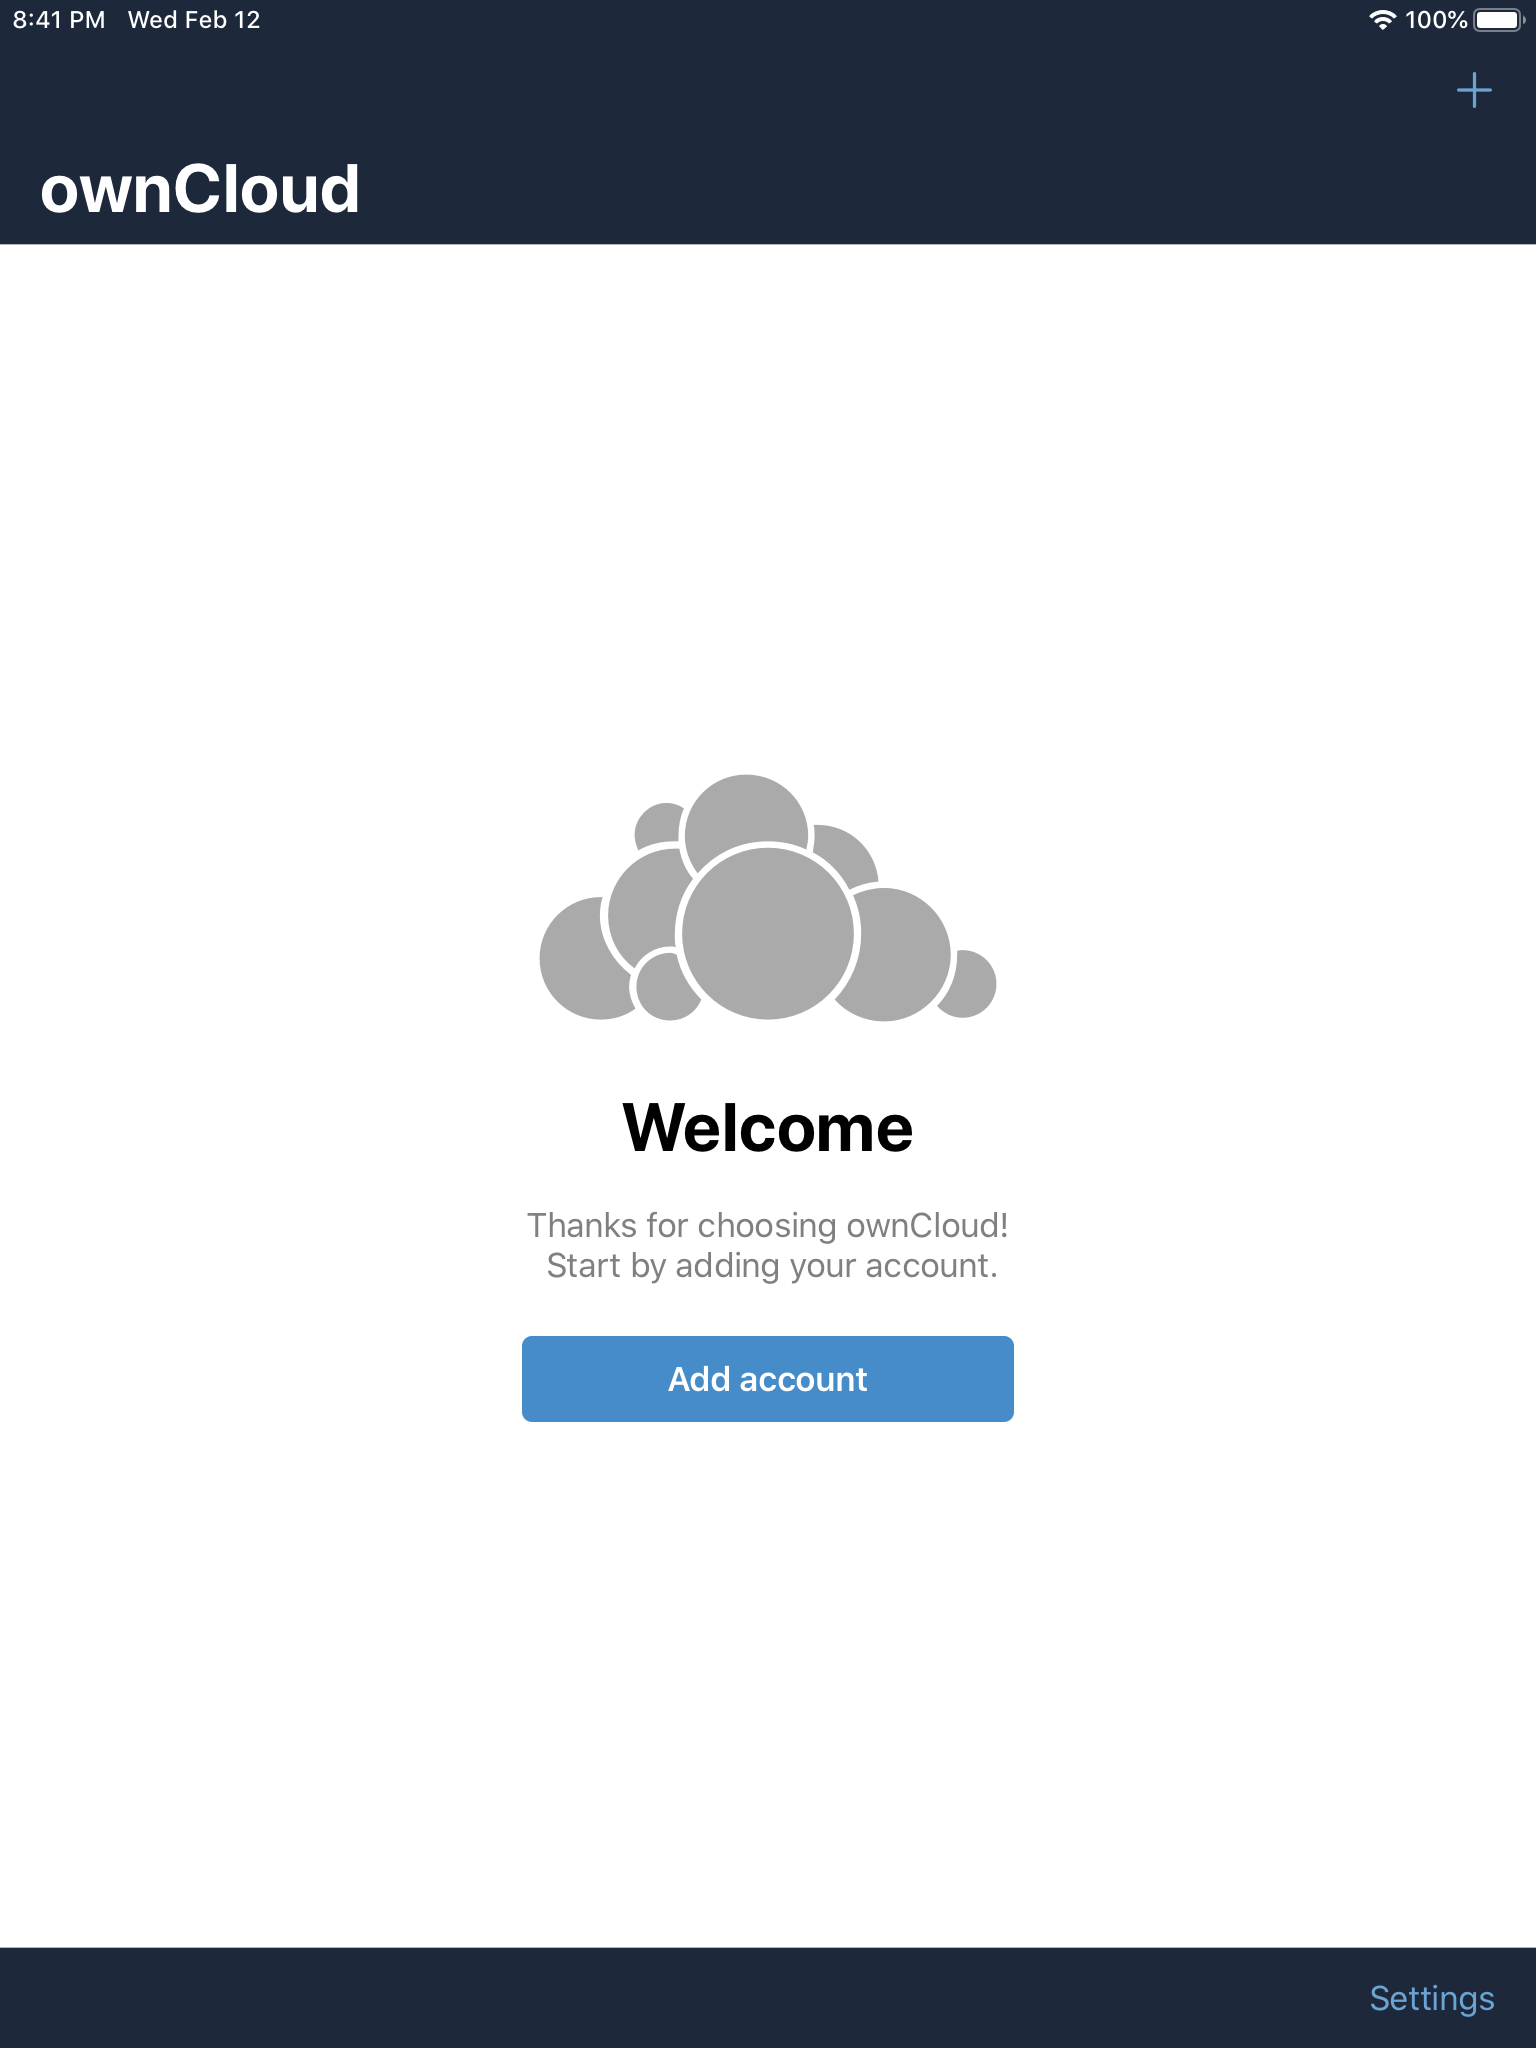 8:41 PM Wed Feb 12
100%
ownCloud
Welcome
Thanks for choosing ownCloud!
Start by adding your account.
Add account
Settings